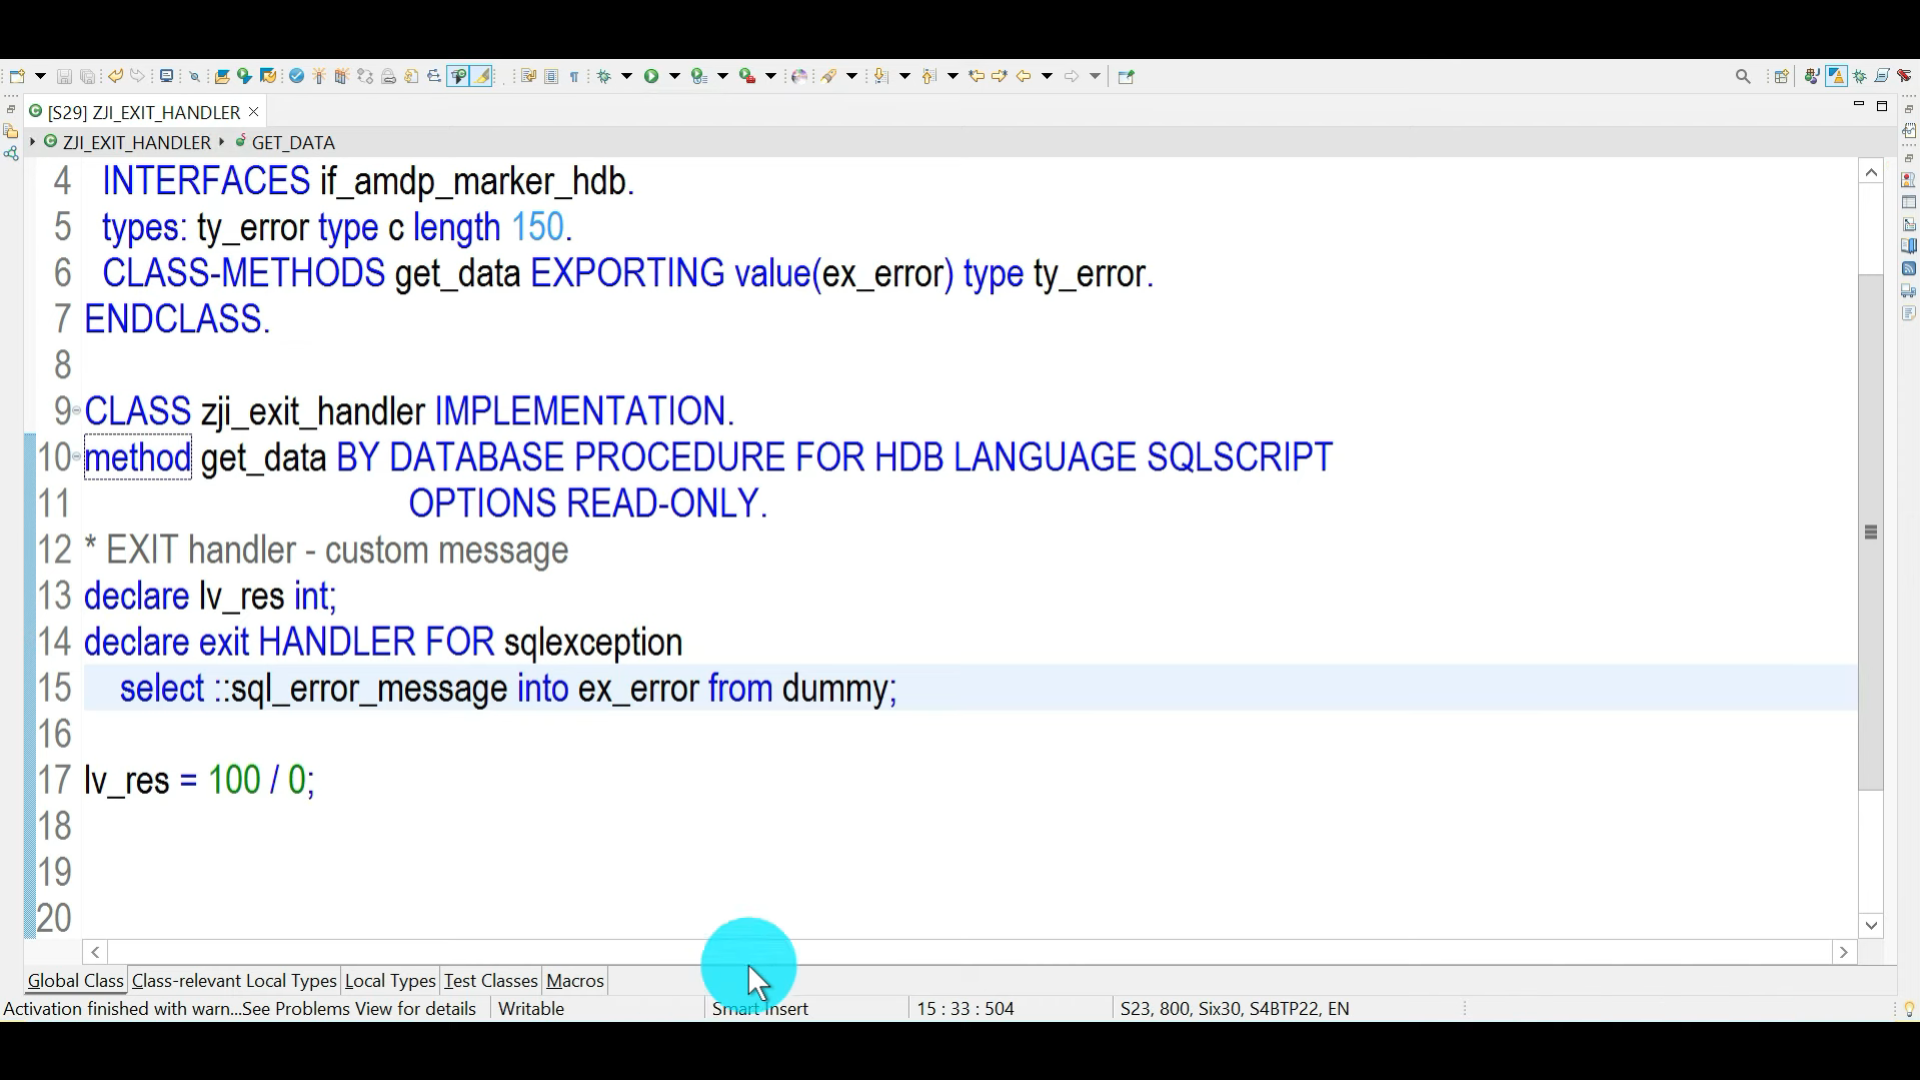 [S29] ZJI_EXIT_HANDLER
ZJI_EXIT_HANDLER GET_DATA
4 INTERFACES if_amdp_marker_hdb.
5 types: ty_error type c length 150.
6 CLASS-METHODS get_data EXPORTING value(ex_error) type ty_error.
7 ENDCLASS.
8
9 CLASS zji_exit_handler IMPLEMENTATION.
10 method get_data BY DATABASE PROCEDURE FOR HDB LANGUAGE SQLSCRIPT
11 OPTIONS READ-ONLY.
12 * EXIT handler - custom message
13 declare lv_res int;
14 declare exit HANDLER FOR sqlexception
15 select ::sql_error_message into ex_error from dummy;
16
17 lv_res = 100 / 0;
18
19
20
Global Class Class-relevant Local Types Local Types Test Classes Macros
Activation finished with warn...See Problems View for details Writable Smart Insert 15 : 33 : 504 S23, 800, Six30, S4BTP22, EN